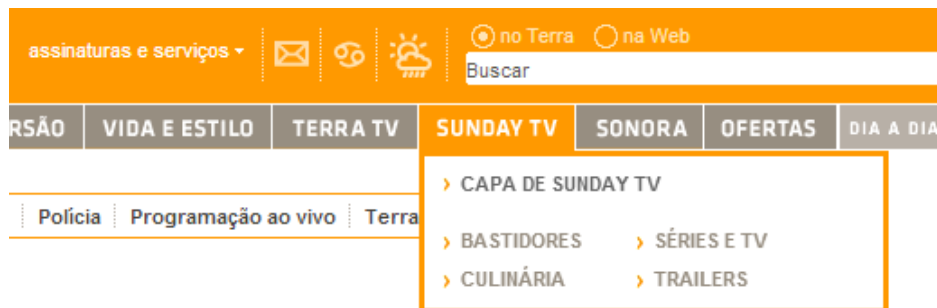 no Terra na Web
assinaturas e serviços
Buscar
RSÃO VIDA E ESTILO TERRA TV SUNDAY TV SONORA OFERTAS DIA A DIA
CAPA DE SUNDAY TV
Polícia Programação ao vivo Terra
BASTIDORES SÉRIES E TV
CULINÁRIA TRAILERS